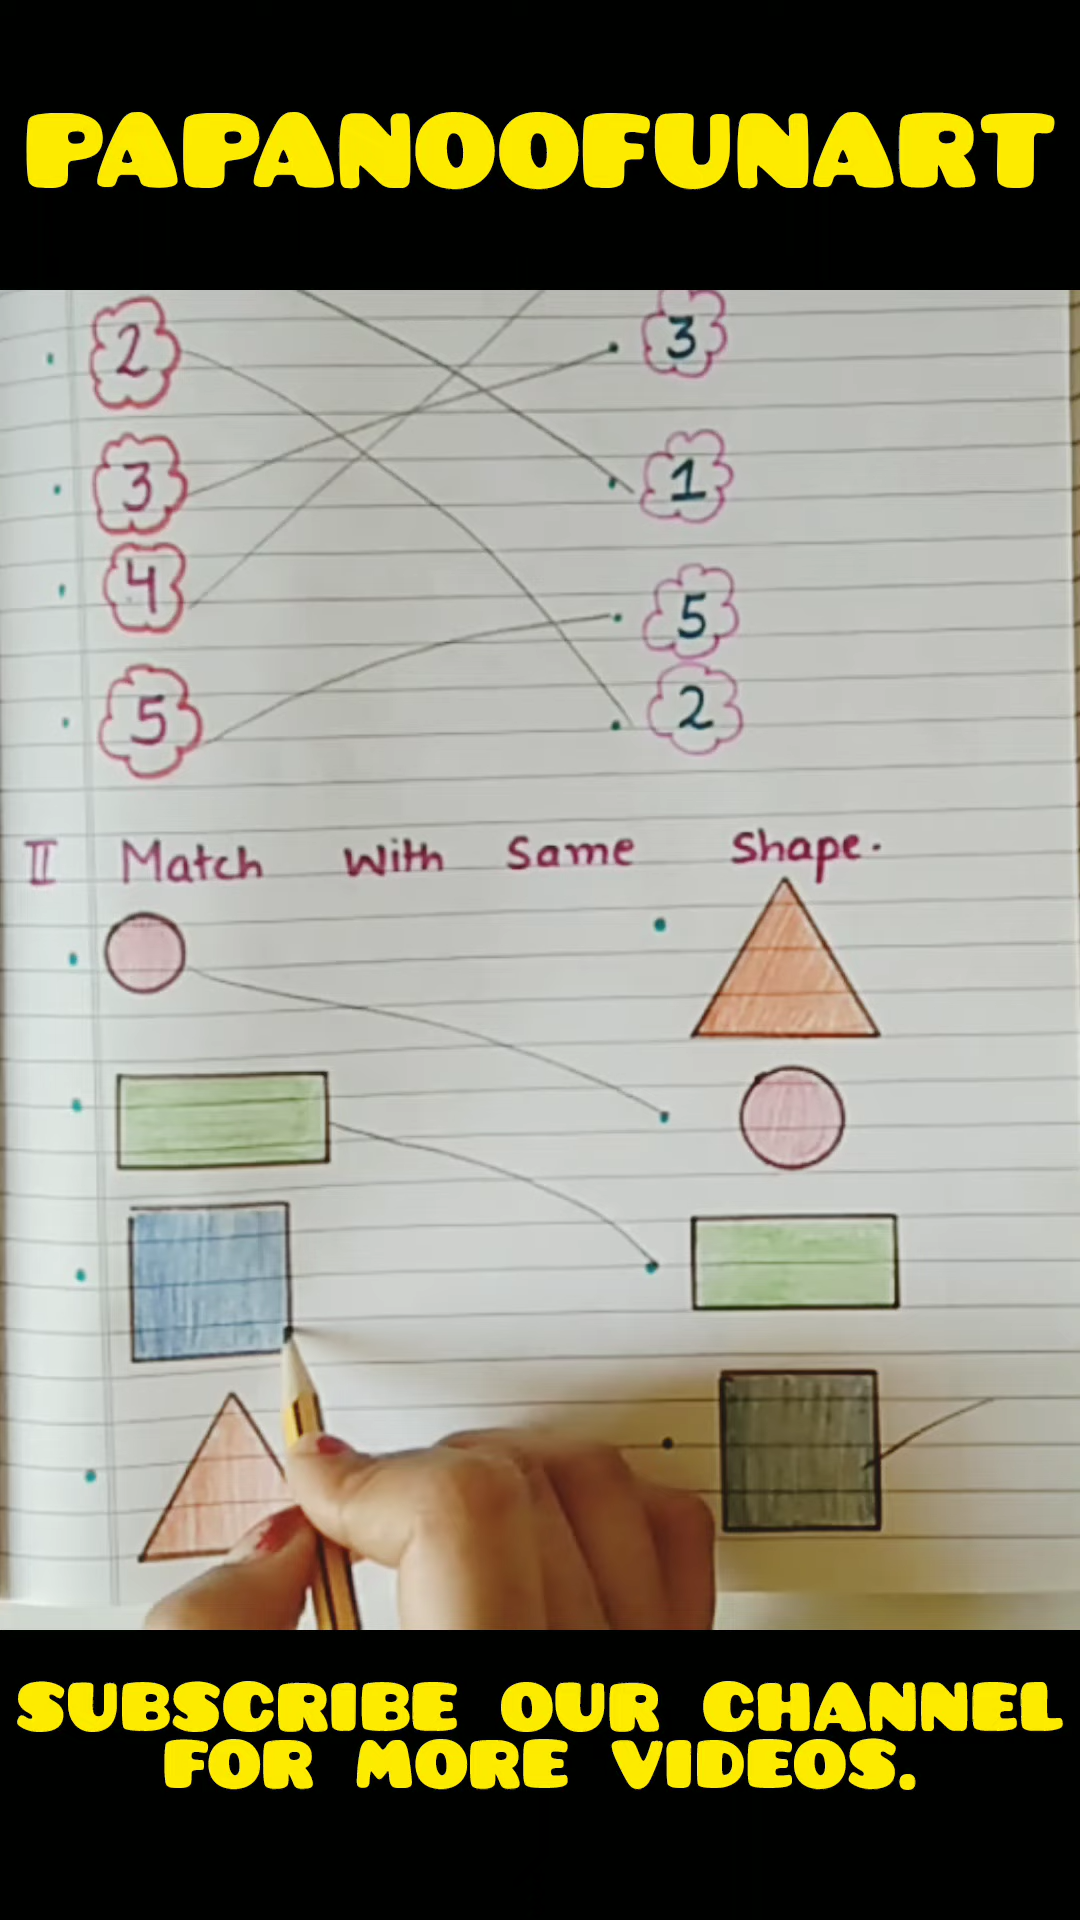 PAPANOOFUNART
2 3
3 1
4 5
5 2
II Match With Same Shape.
SUBSCRIBE OUR CHANNEL
FOR MORE VIDEOS.